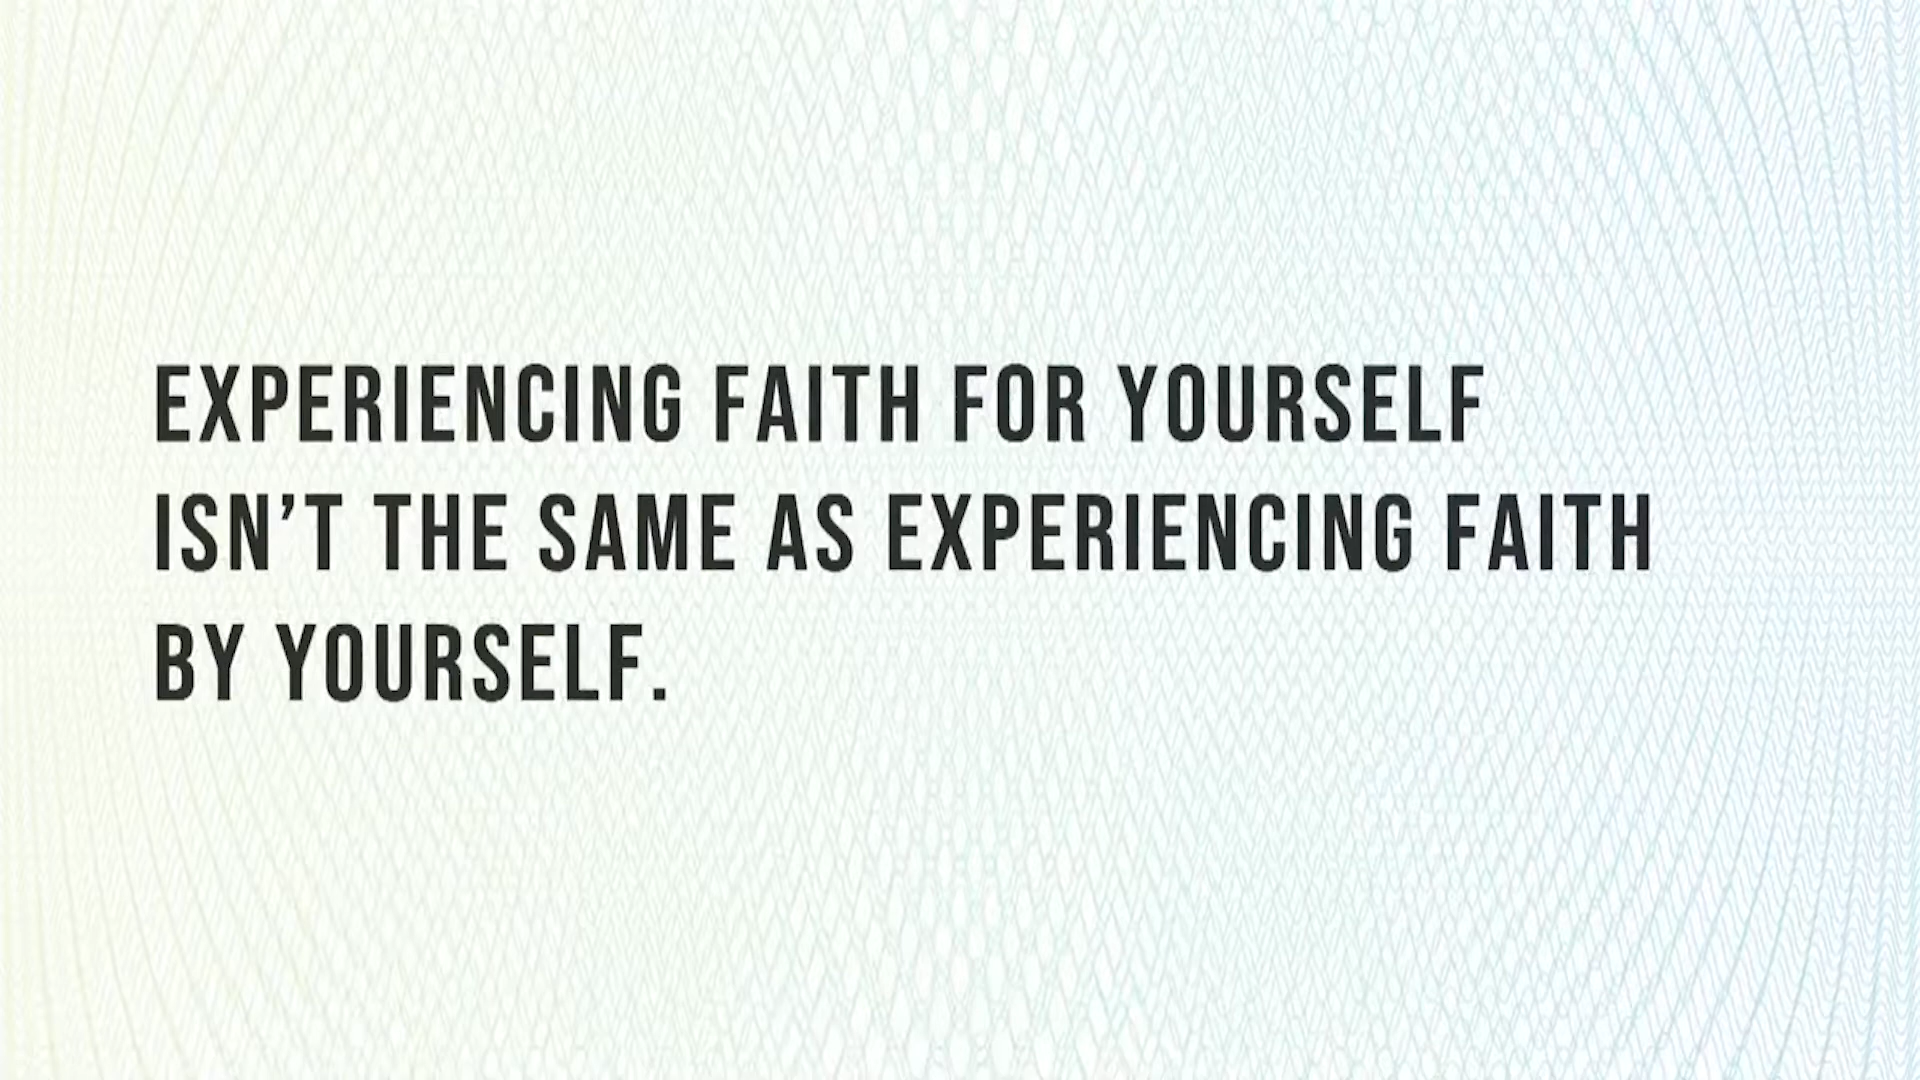 EXPERIENCING FAITH FOR YOURSELF
ISN’T THE SAME AS EXPERIENCING FAITH
BY YOURSELF.